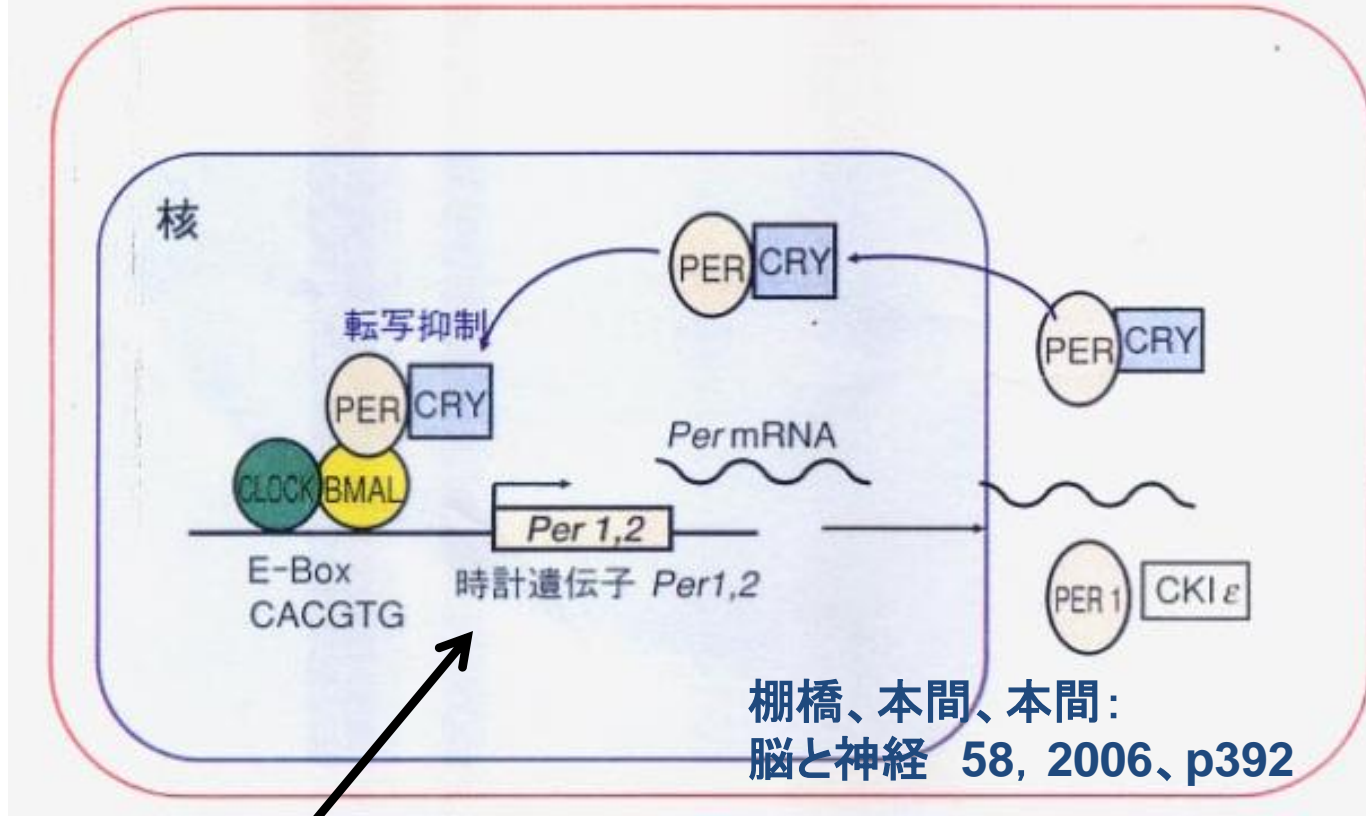 核
PER CRY
転写抑制
PER CRY
PER CRY
Per mRNA
CLOCK BMAL
Per 1,2
E-Box
CACGTG
時計遺伝子 Per1,2
PER 1 CKI ε
棚橋、本間、本間：
脳と神経　58，2006、p392